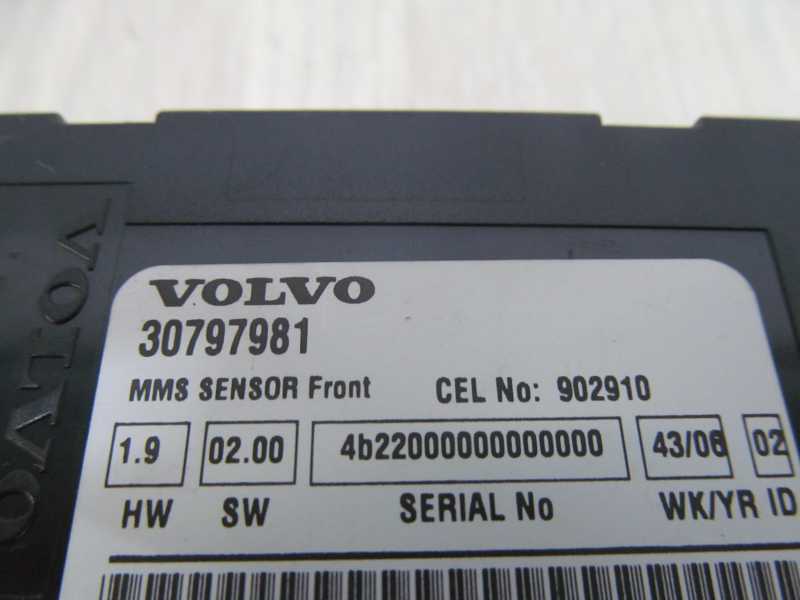 VOLVO
VOLVO
30797981
MMS SENSOR Front CEL No: 902910
1.9 02.00 4b22000000000000 43/06 02
HW SW SERIAL No WK/YR ID